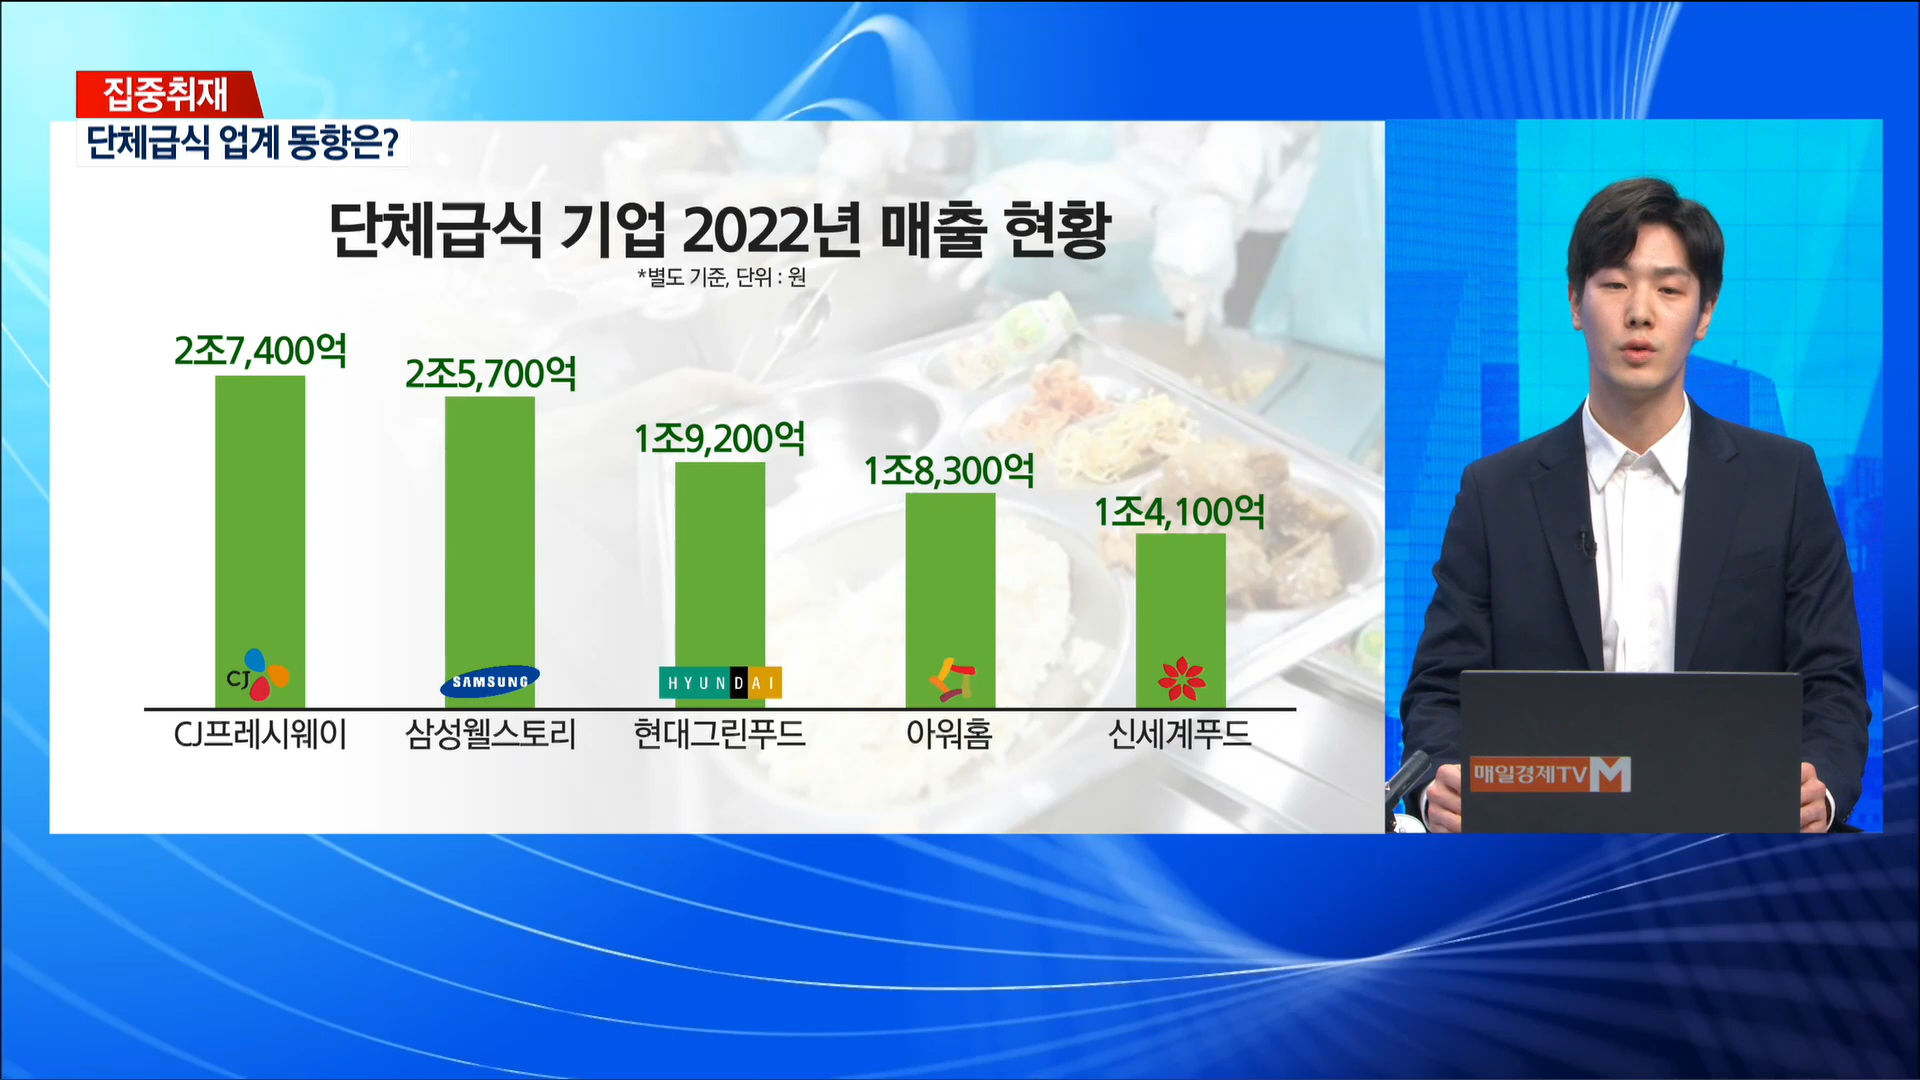 집중취재
단체급식 업계 동향은?
단체급식 기업 2022년 매출 현황
*별도 기준, 단위 : 원
2조7,400억
2조5,700억
1조9,200억
1조8,300억
1조4,100억
CJ
SAMSUNG
HYUNDAI
CJ프레시웨이
삼성웰스토리
현대그린푸드
아워홈
신세계푸드
매일경제TV M